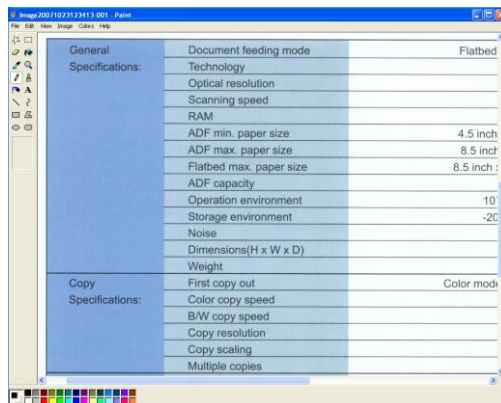 Image20071023123413-001 - Paint
File Edit View Image Colors Help
General Document feeding mode Flatbed
Specifications: Technology
Optical resolution
Scanning speed
RAM
ADF min. paper size 4.5 inch
ADF max. paper size 8.5 inch
Flatbed max. paper size 8.5 inch
ADF capacity
Operation environment 10
Storage environment -20
Noise
Dimensions(H x W x D)
Weight
Copy First copy out Color mode
Specifications: Color copy speed
B/W copy speed
Copy resolution
Copy scaling
Multiple copies